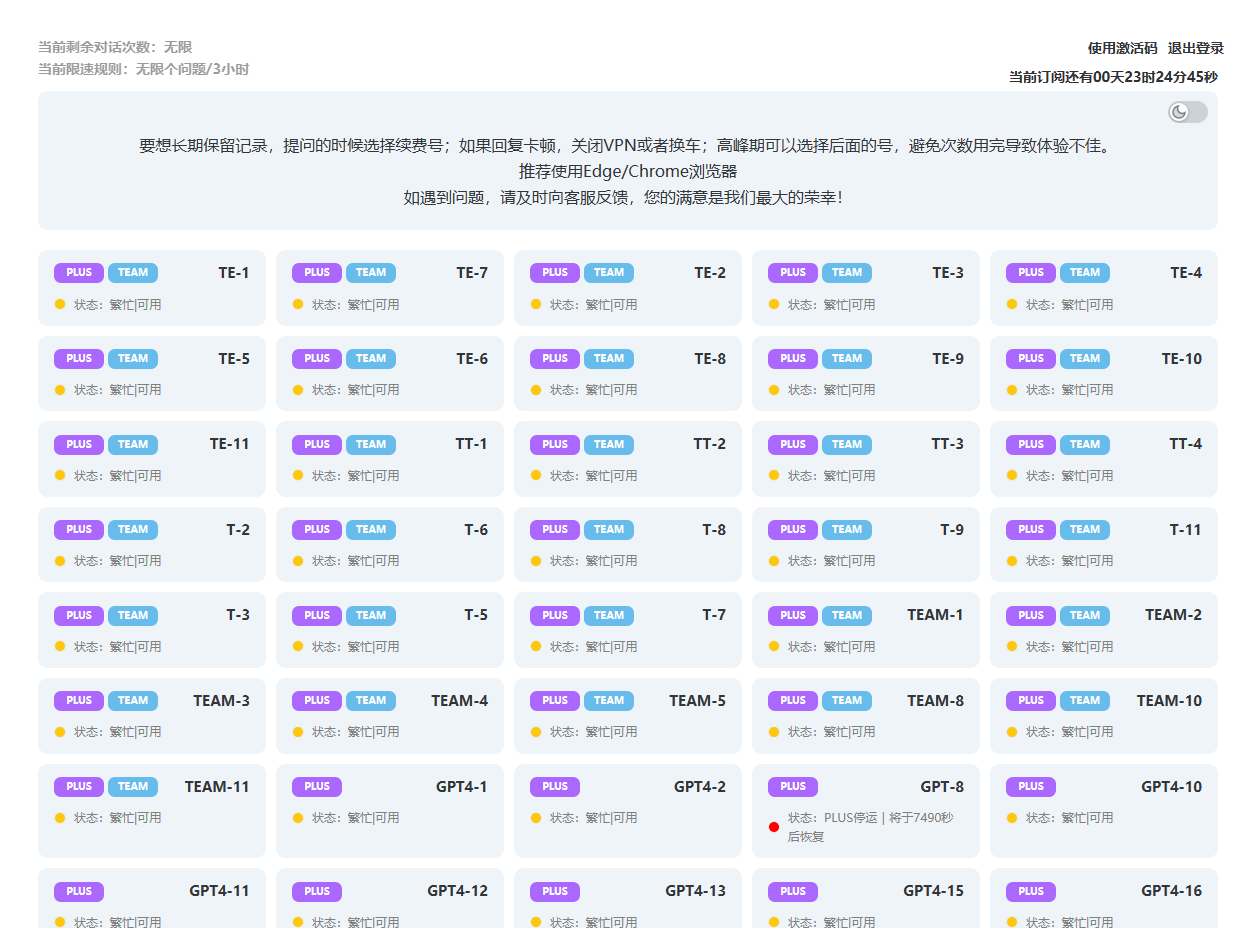 当前剩余对话次数：无限
当前限速规则：无限个问题/3小时
使用激活码 退出登录
当前订阅还有00天23时24分45秒
要想长期保留记录，提问的时候选择续费号；如果回复卡顿，关闭VPN或者换车；高峰期可以选择后面的号，避免次数用完导致体验不佳。
推荐使用Edge/Chrome浏览器
如遇到问题，请及时向客服反馈，您的满意是我们最大的荣幸！
PLUS TEAM TE-1 PLUS TEAM TE-7 PLUS TEAM TE-2 PLUS TEAM TE-3 PLUS TEAM TE-4
状态：繁忙|可用 状态：繁忙|可用 状态：繁忙|可用 状态：繁忙|可用 状态：繁忙|可用
PLUS TEAM TE-5 PLUS TEAM TE-6 PLUS TEAM TE-8 PLUS TEAM TE-9 PLUS TEAM TE-10
状态：繁忙|可用 状态：繁忙|可用 状态：繁忙|可用 状态：繁忙|可用 状态：繁忙|可用
PLUS TEAM TE-11 PLUS TEAM TT-1 PLUS TEAM TT-2 PLUS TEAM TT-3 PLUS TEAM TT-4
状态：繁忙|可用 状态：繁忙|可用 状态：繁忙|可用 状态：繁忙|可用 状态：繁忙|可用
PLUS TEAM T-2 PLUS TEAM T-6 PLUS TEAM T-8 PLUS TEAM T-9 PLUS TEAM T-11
状态：繁忙|可用 状态：繁忙|可用 状态：繁忙|可用 状态：繁忙|可用 状态：繁忙|可用
PLUS TEAM T-3 PLUS TEAM T-5 PLUS TEAM T-7 PLUS TEAM TEAM-1 PLUS TEAM TEAM-2
状态：繁忙|可用 状态：繁忙|可用 状态：繁忙|可用 状态：繁忙|可用 状态：繁忙|可用
PLUS TEAM TEAM-3 PLUS TEAM TEAM-4 PLUS TEAM TEAM-5 PLUS TEAM TEAM-8 PLUS TEAM TEAM-10
状态：繁忙|可用 状态：繁忙|可用 状态：繁忙|可用 状态：繁忙|可用 状态：繁忙|可用
PLUS TEAM TEAM-11 PLUS GPT4-1 PLUS GPT4-2 PLUS GPT-8 PLUS GPT4-10
状态：繁忙|可用 状态：繁忙|可用 状态：繁忙|可用 状态：PLUS停运 | 将于7490秒 状态：繁忙|可用
后恢复
PLUS GPT4-11 PLUS GPT4-12 PLUS GPT4-13 PLUS GPT4-15 PLUS GPT4-16
状态：繁忙|可用 状态：繁忙|可用 状态：繁忙|可用 状态：繁忙|可用 状态：繁忙|可用